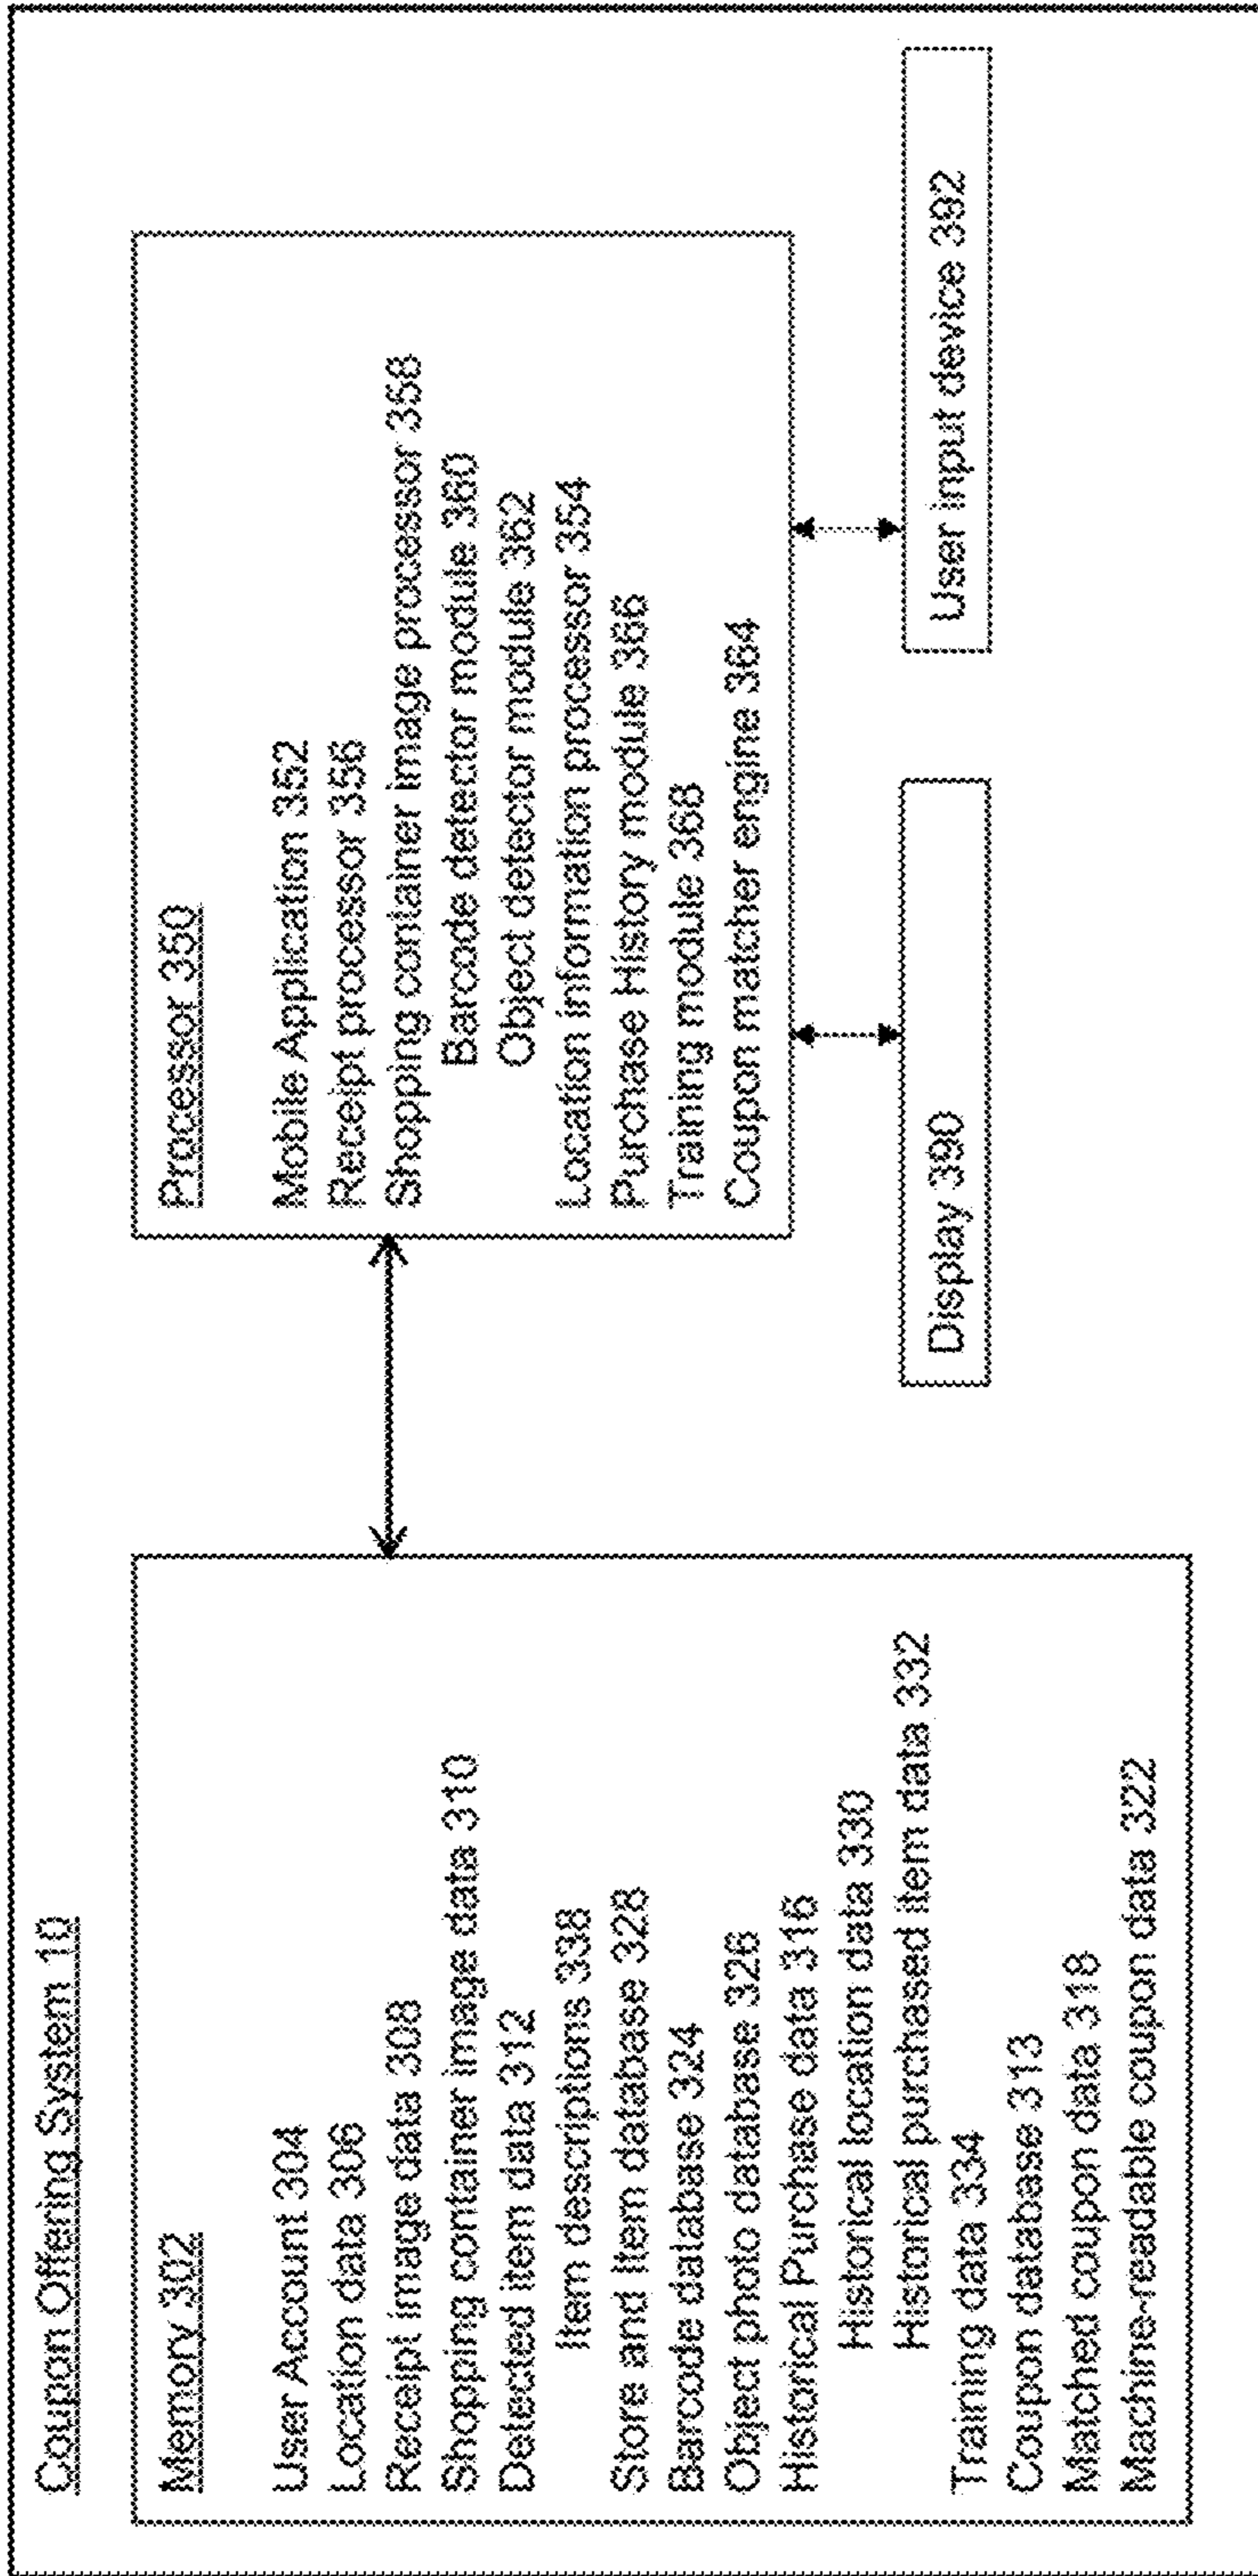 Coupon Offering System 10
Memory 302
User Account 304
Location data 306
Receipt image data 308
Shopping container image data 310
Detected item data 312
Item descriptions 338
Store and Item database 328
Barcode database 324
Object photo database 326
Historical Purchase data 316
Historical location data 330
Historical purchased item data 332
Training data 334
Coupon database 313
Matched coupon data 318
Machine-readable coupon data 322
Processor 350
Mobile Application 352
Receipt processor 356
Shopping container image processor 358
Barcode detector module 360
Object detector module 362
Location information processor 354
Purchase History module 366
Training module 368
Coupon matcher engine 364
Display 390
User input device 392